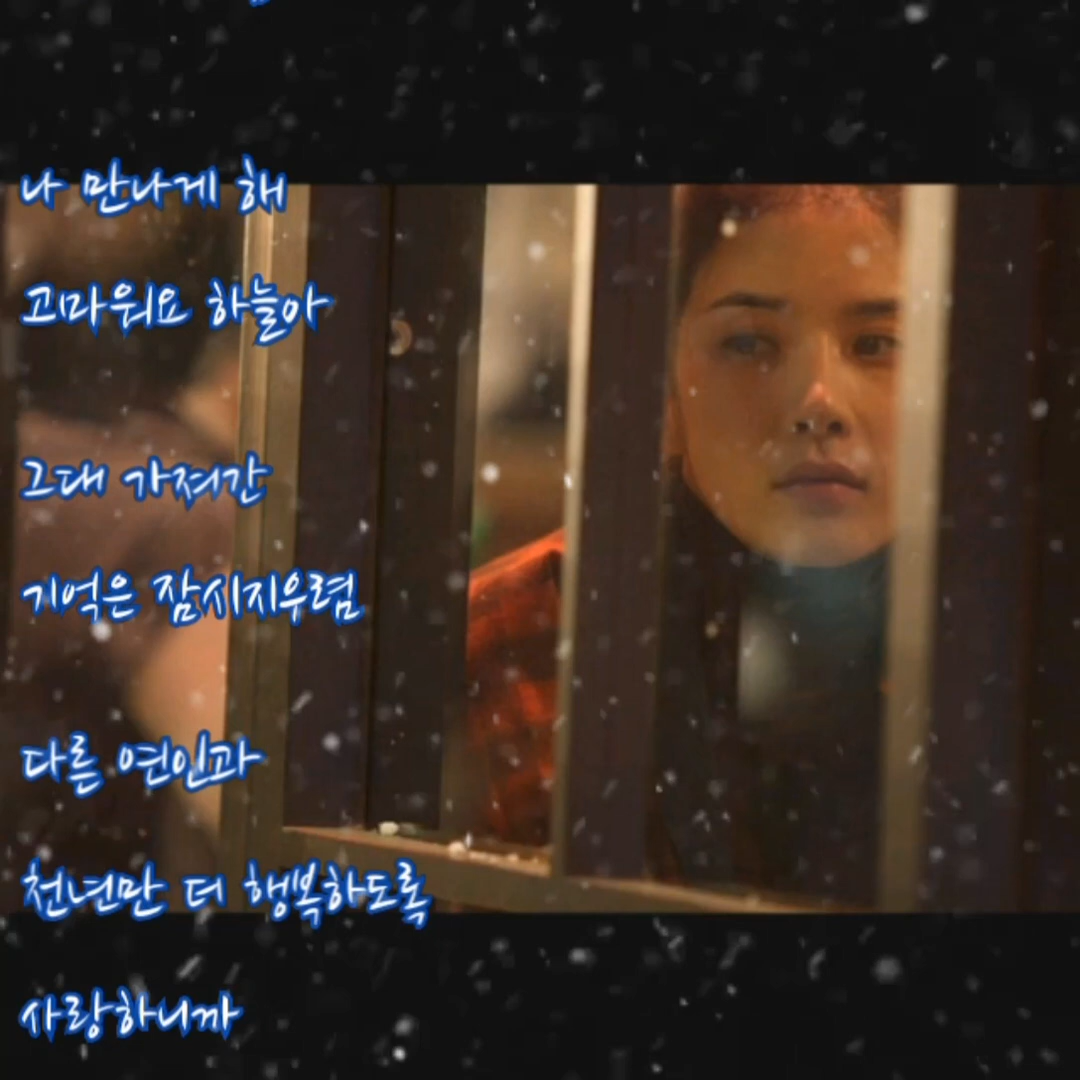 나 만나게 해
고마워요 하늘아
그대 가져간
기억은 잠시지우렴
다른 연인과
천년만 더 행복하도록
사랑하니까